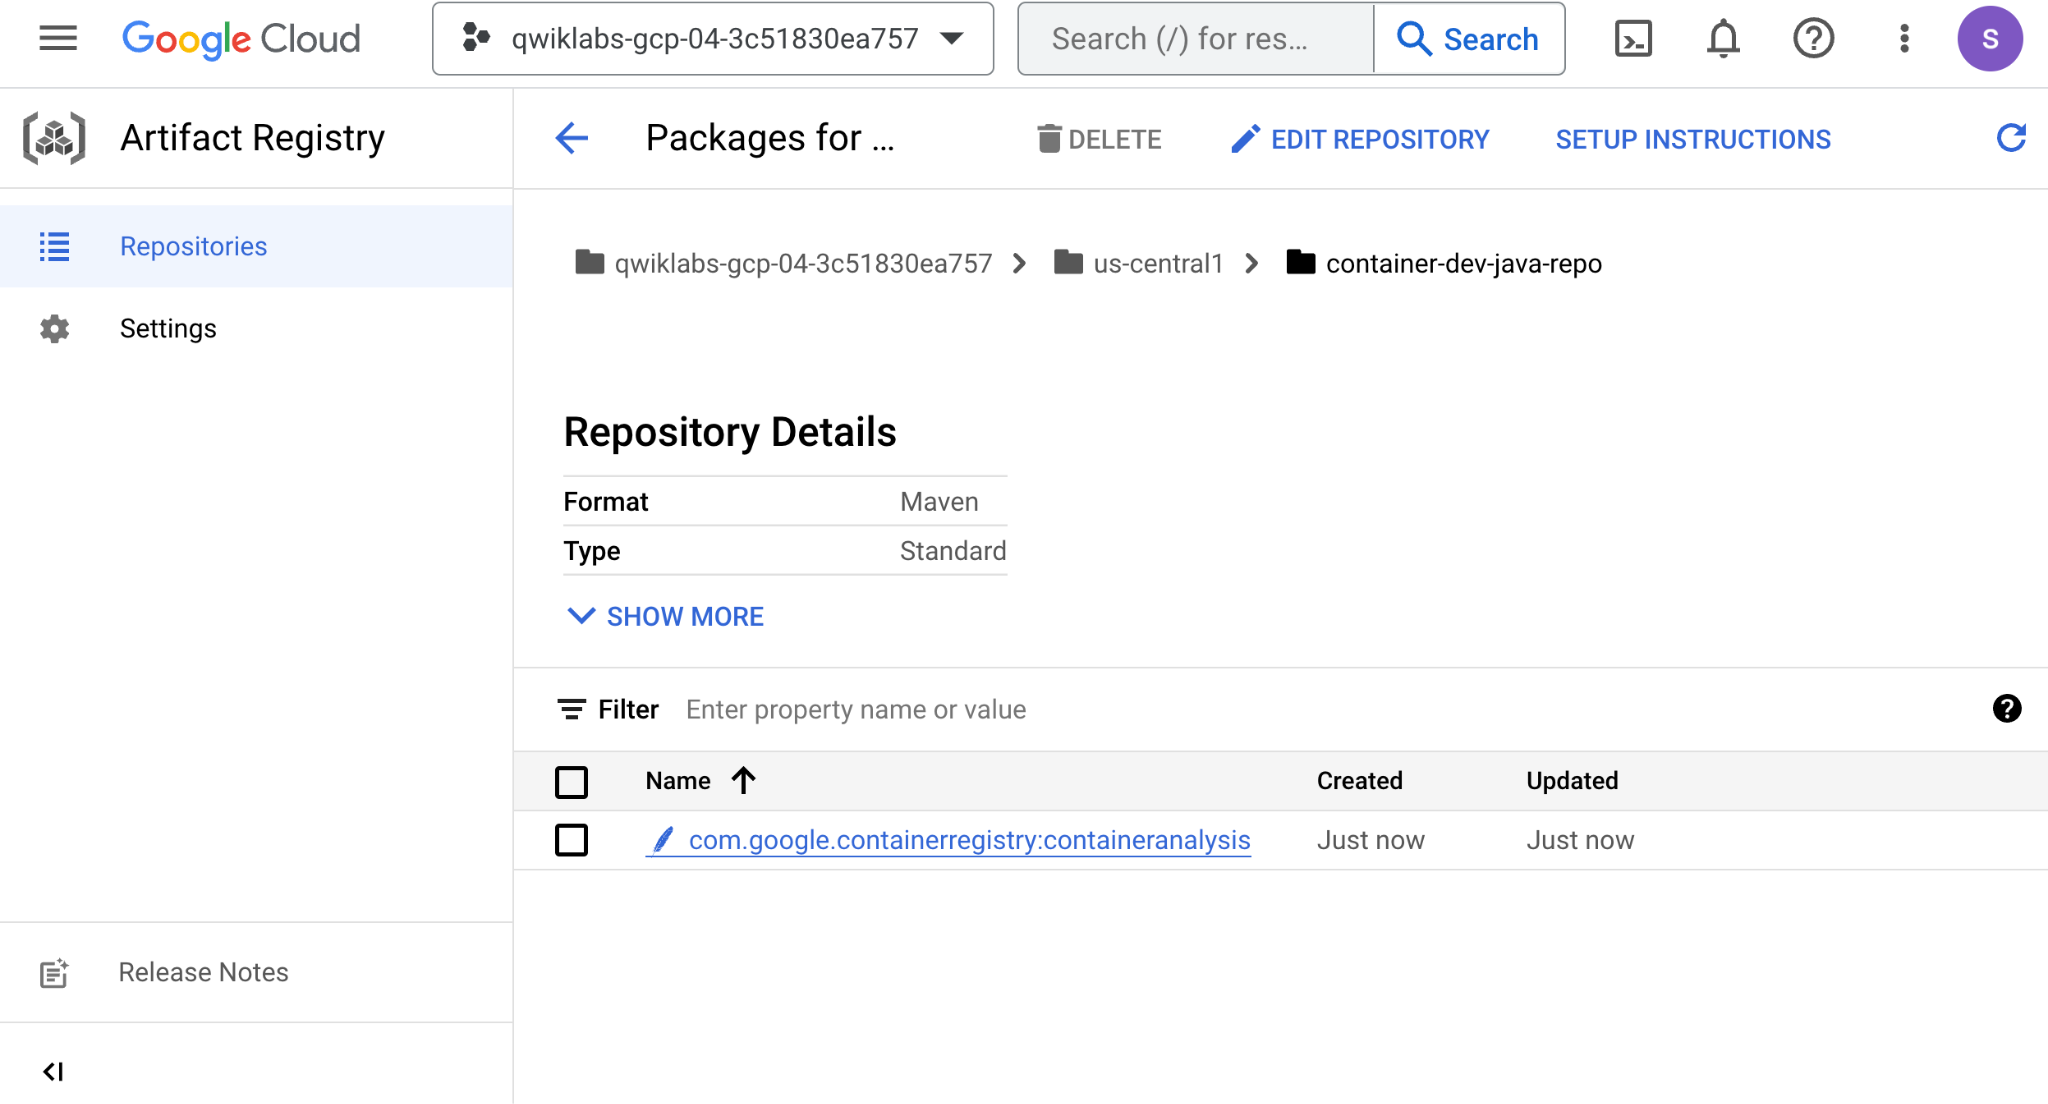 Google Cloud
qwiklabs-gcp-04-3c51830ea757
Search (/) for res...
Search
S
Artifact Registry
Packages for ...
DELETE
EDIT REPOSITORY
SETUP INSTRUCTIONS
Repositories
Settings
qwiklabs-gcp-04-3c51830ea757
us-central1
container-dev-java-repo
Repository Details
Format Maven
Type Standard
SHOW MORE
Filter Enter property name or value
Name Created Updated
com.google.containerregistry:containeranalysis Just now Just now
Release Notes